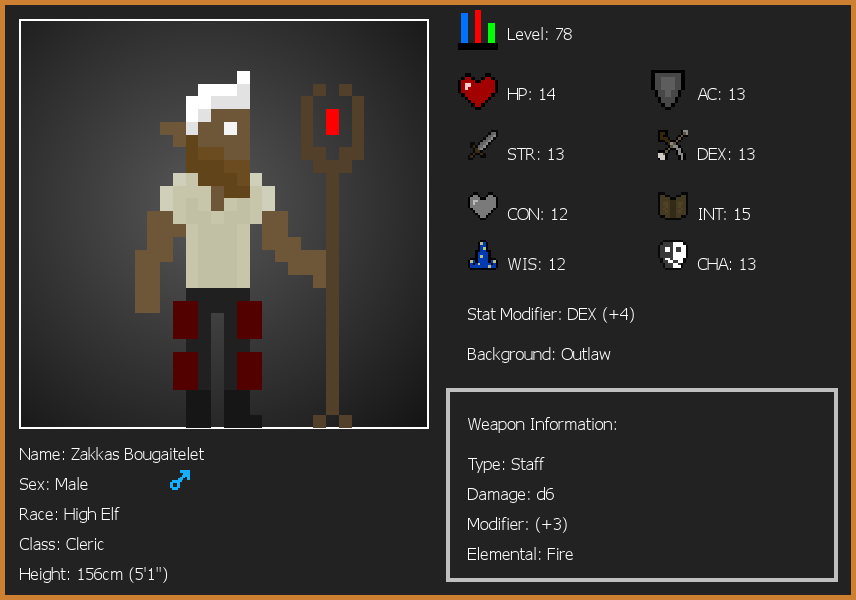 Level: 78
HP: 14
AC: 13
STR: 13
DEX: 13
CON: 12
INT: 15
WIS: 12
CHA: 13
Stat Modifier: DEX (+4)
Background: Outlaw
Weapon Information:
Type: Staff
Damage: d6
Modifier: (+3)
Elemental: Fire
Name: Zakkas Bougaitelet
Sex: Male
Race: High Elf
Class: Cleric
Height: 156cm (5'1")